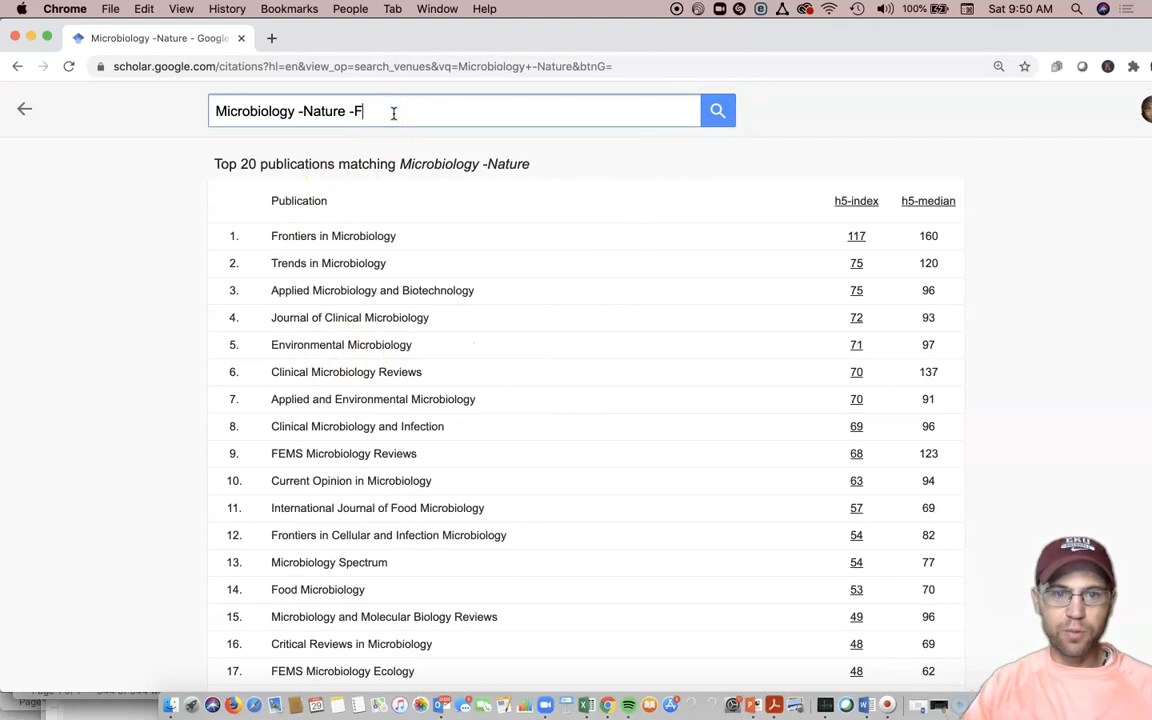 Chrome File Edit View History Bookmarks People Tab Window Help 100% Sat 9:50 AM
Microbiology -Nature - Google
scholar.google.com/citations?hl=en&view_op=search_venues&vq=Microbiology+-Nature&btnG=
Microbiology -Nature -F
Top 20 publications matching Microbiology -Nature
Publication h5-index h5-median
1. Frontiers in Microbiology 117 160
2. Trends in Microbiology 75 120
3. Applied Microbiology and Biotechnology 75 96
4. Journal of Clinical Microbiology 72 93
5. Environmental Microbiology 71 97
6. Clinical Microbiology Reviews 70 137
7. Applied and Environmental Microbiology 70 91
8. Clinical Microbiology and Infection 69 96
9. FEMS Microbiology Reviews 68 123
10. Current Opinion in Microbiology 63 94
11. International Journal of Food Microbiology 57 69
12. Frontiers in Cellular and Infection Microbiology 54 82
13. Microbiology Spectrum 54 77
14. Food Microbiology 53 70
15. Microbiology and Molecular Biology Reviews 49 96
16. Critical Reviews in Microbiology 48 69
17. FEMS Microbiology Ecology 48 62
EKU